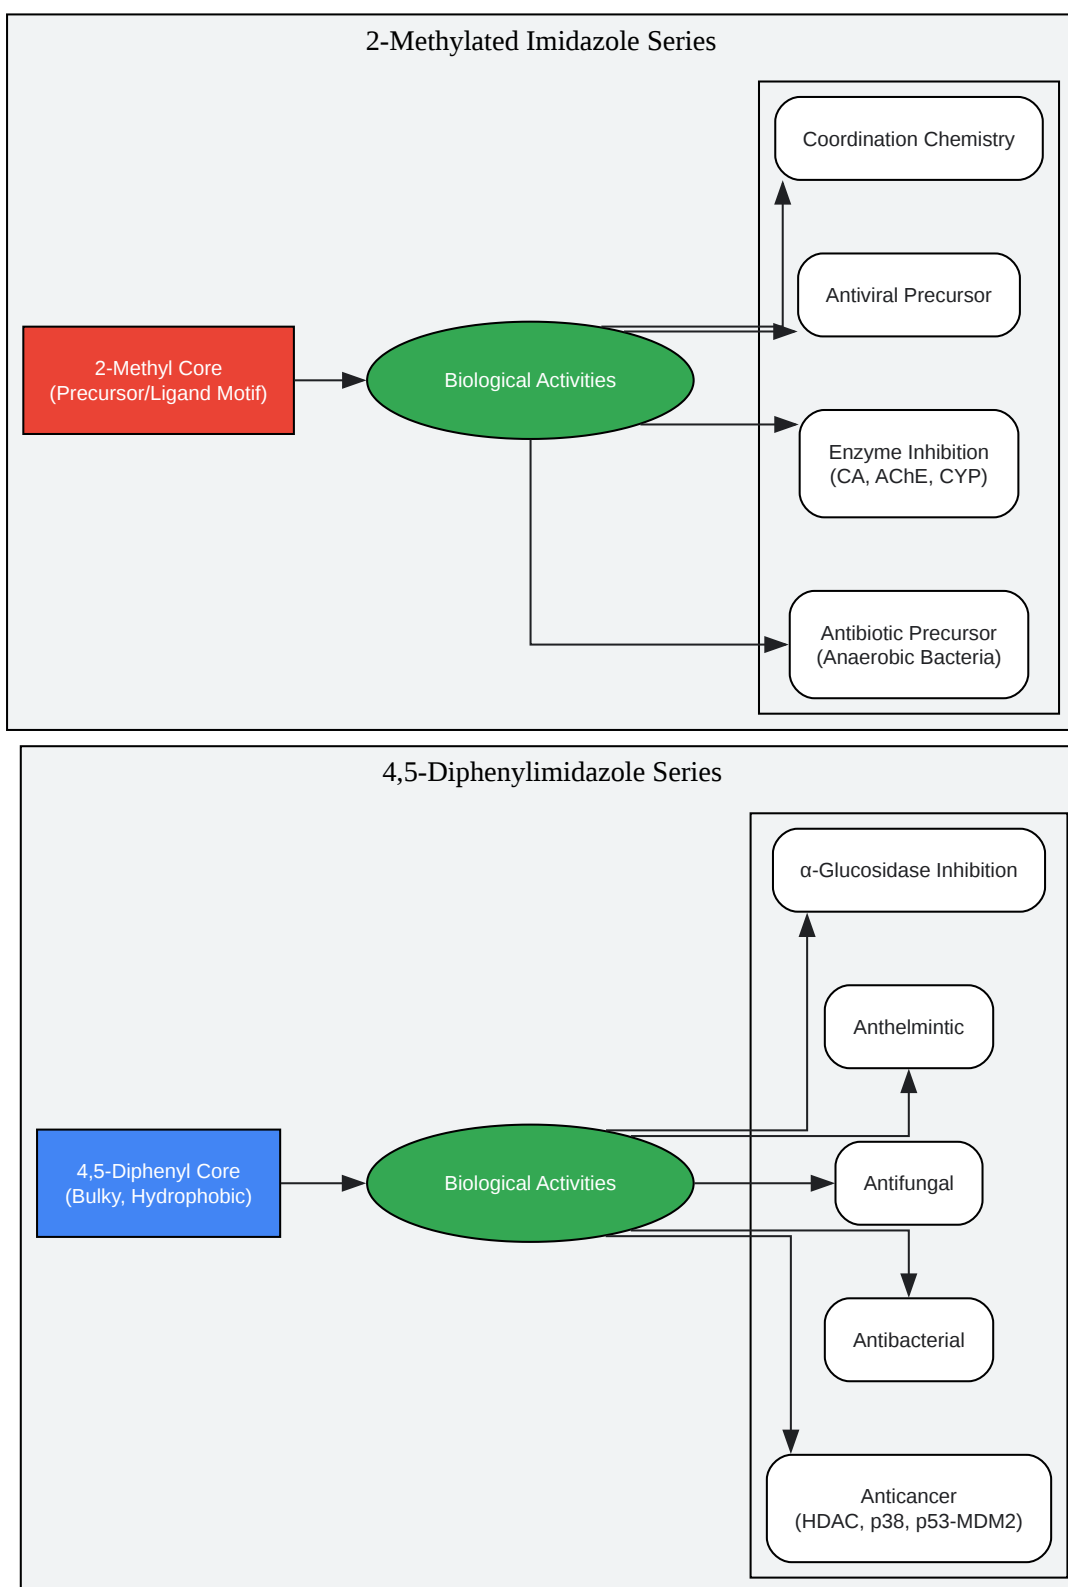 2-Methylated Imidazole Series
Coordination Chemistry
Antiviral Precursor
2-Methyl Core
(Precursor/Ligand Motif)
Biological Activities
Enzyme Inhibition
(CA, AChE, CYP)
Antibiotic Precursor
(Anaerobic Bacteria)
4,5-Diphenylimidazole Series
α-Glucosidase Inhibition
Anthelmintic
4,5-Diphenyl Core
(Bulky, Hydrophobic)
Biological Activities
Antifungal
Antibacterial
Anticancer
(HDAC, p38, p53-MDM2)